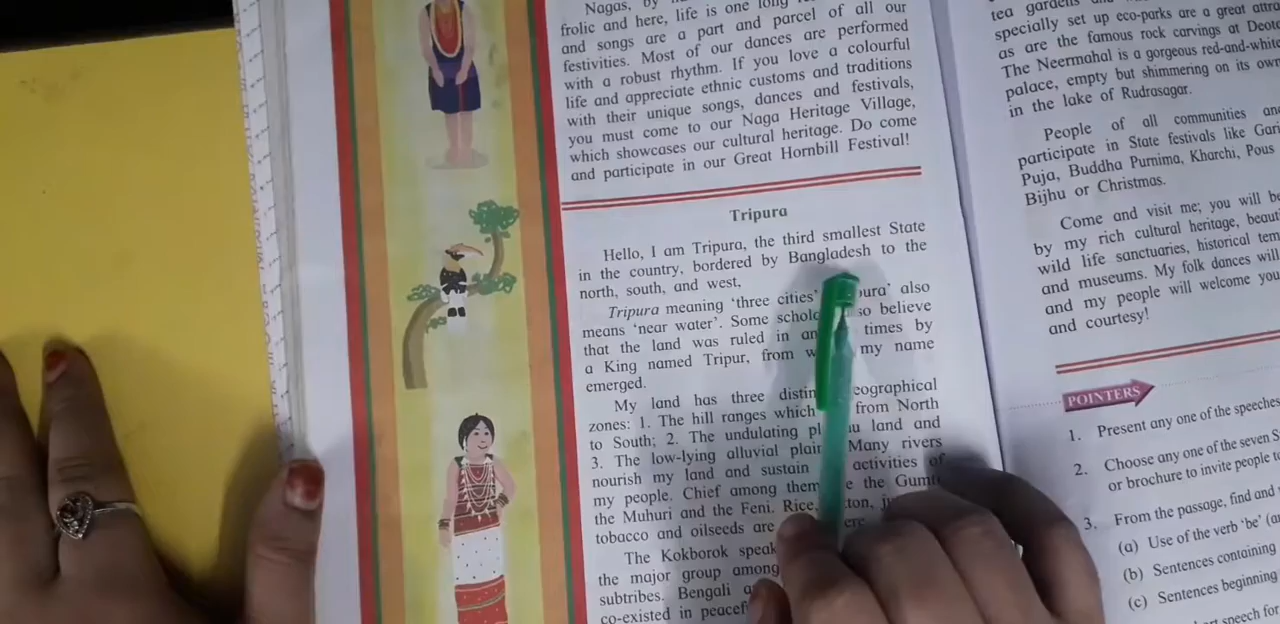 Nagas, by
frolic and here, life is one long
and songs are a part and parcel of all our
festivities. Most of our dances are performed
with a robust rhythm. If you love a colourful
life and appreciate ethnic customs and traditions
with their unique songs, dances and festivals,
you must come to our Naga Heritage Village,
which showcases our cultural heritage. Do come
and participate in our Great Hornbill Festival!
Tripura
Hello, I am Tripura, the third smallest State
in the country, bordered by Bangladesh to the
north, south, and west,
Tripura meaning 'three cities' also
means 'near water'. Some believe
that the land was ruled in times by
a King named Tripur, from my name
emerged.
My land has three
zones: 1. The hill ranges which from North
to South; 2. The undulating land and
3. The low-lying alluvial Many rivers
nourish my land and sustain activities of
my people. Chief among the
the Muhuri and the Feni. Rice,
tobacco and oilseeds are
The Kokborok
the major group among
subtribes. Bengali
co-existed in
tea gardens
specially set up eco-parks are a great
as are the famous rock carvings at
The Neermahal is a gorgeous
palace, empty but shimmering on its own
in the lake of Rudrasagar.
People of all communities
participate in State festivals like
Puja, Buddha Purnima, Kharchi, Pous
Bijhu or Christmas.
Come and visit me; you will be
by my rich cultural heritage,
wild life sanctuaries, historical
and museums. My folk dances will
and my people will welcome
and courtesy!
POINTERS
1. Present any one of the speeches
2. Choose any one of the seven
or brochure to invite people
3. From the passage, find and
(a) Use of the verb 'be'
(b) Sentences containing
(c) Sentences beginning
speech for